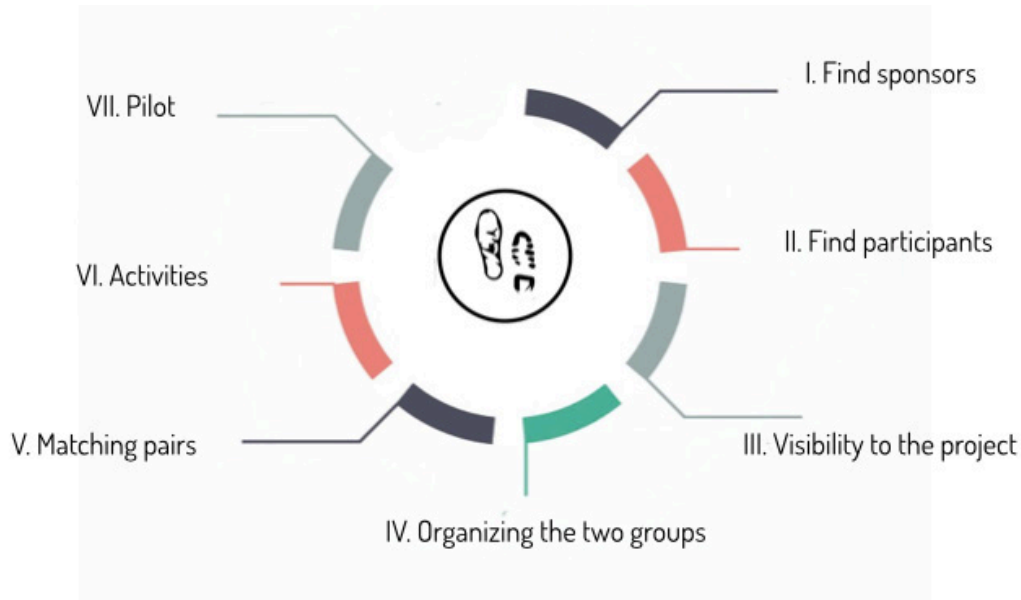 I. Find sponsors
II. Find participants
III. Visibility to the project
IV. Organizing the two groups
V. Matching pairs
VI. Activities
VII. Pilot